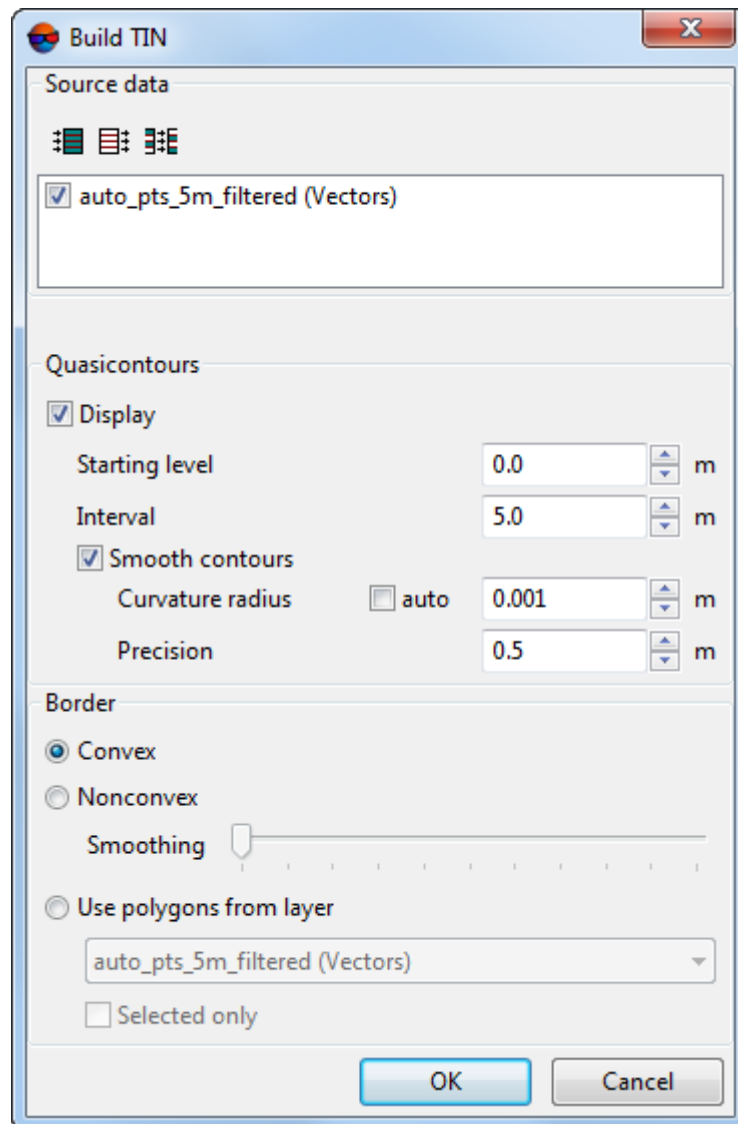 Build TIN
Source data
auto_pts_5m_filtered (Vectors)
Quasicontours
Display
Starting level 0.0 m
Interval 5.0 m
Smooth contours
Curvature radius auto 0.001 m
Precision 0.5 m
Border
Convex
Nonconvex
Smoothing
Use polygons from layer
auto_pts_5m_filtered (Vectors)
Selected only
OK Cancel